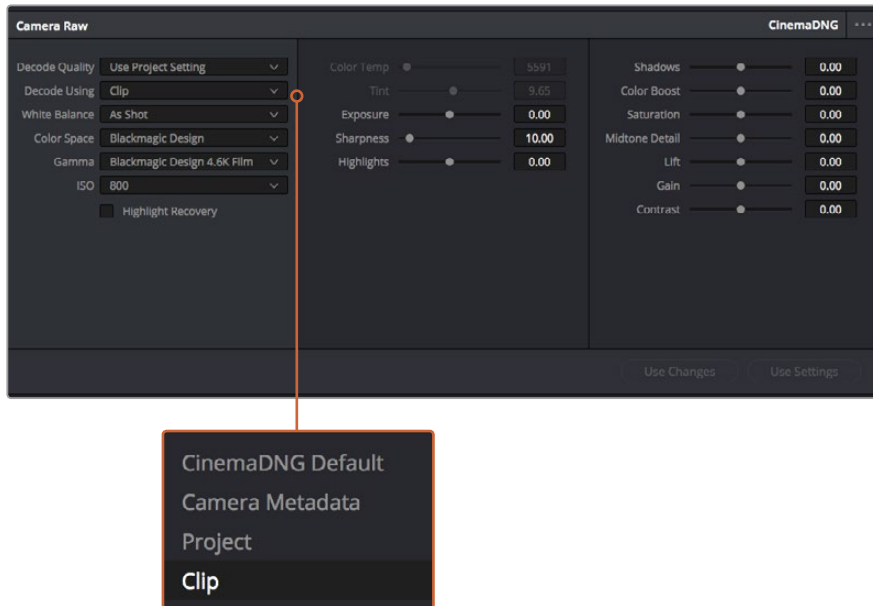 Camera Raw
CinemaDNG
Decode Quality Use Project Setting
Decode Using Clip
White Balance As Shot
Color Space Blackmagic Design
Gamma Blackmagic Design 4.6K Film
ISO 800
Highlight Recovery
Color Temp 5591
Tint 9.65
Exposure 0.00
Sharpness 10.00
Highlights 0.00
Shadows 0.00
Color Boost 0.00
Saturation 0.00
Midtone Detail 0.00
Lift 0.00
Gain 0.00
Contrast 0.00
Use Changes
Use Settings
CinemaDNG Default
Camera Metadata
Project
Clip